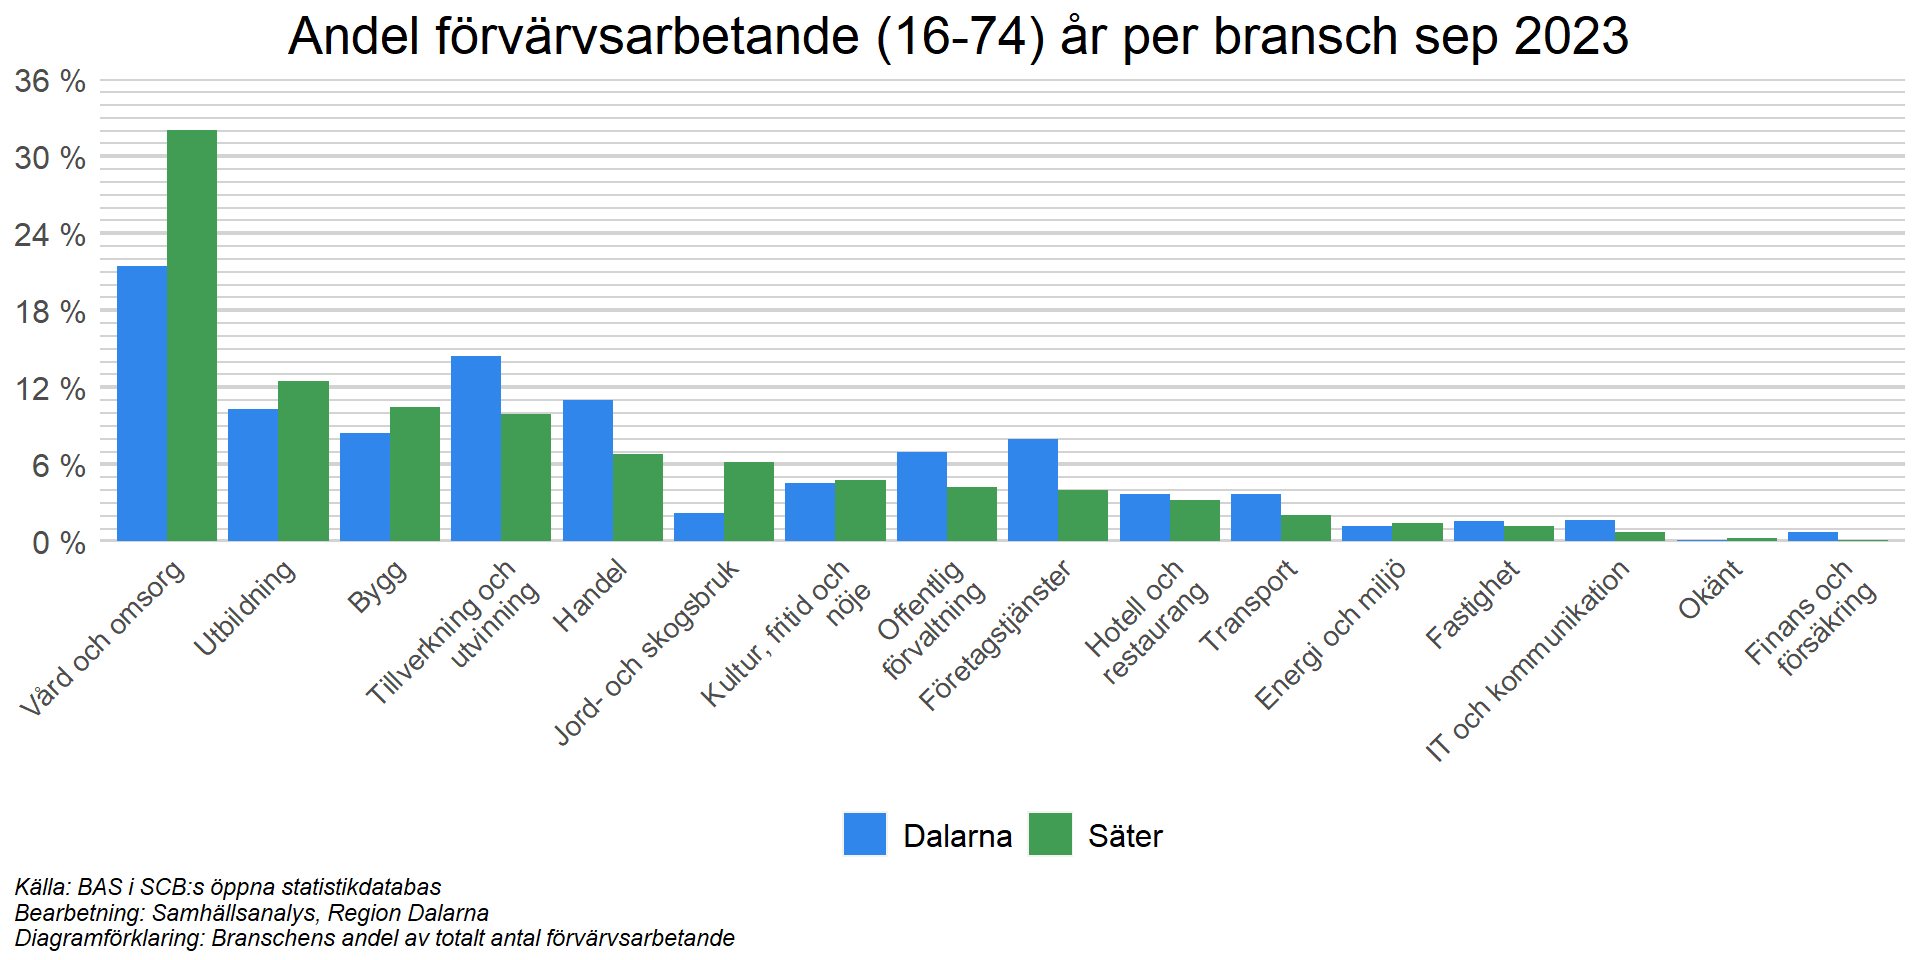 Andel förvärvsarbetande (16-74) år per bransch sep 2023
36 %
30 %
24 %
18 %
12 %
6 %
0 %
Vård och omsorg
Utbildning
Bygg
Tillverkning och
utvinning
Handel
Jord- och skogsbruk
Kultur, fritid och
nöje
Offentlig
förvaltning
Företagstjänster
Hotell och
restaurang
Transport
Energi och miljö
Fastighet
IT och kommunikation
Okänt
Finans och
försäkring
Dalarna
Säter
Källa: BAS i SCB:s öppna statistikdatabas
Bearbetning: Samhällsanalys, Region Dalarna
Diagramförklaring: Branschens andel av totalt antal förvärvsarbetande